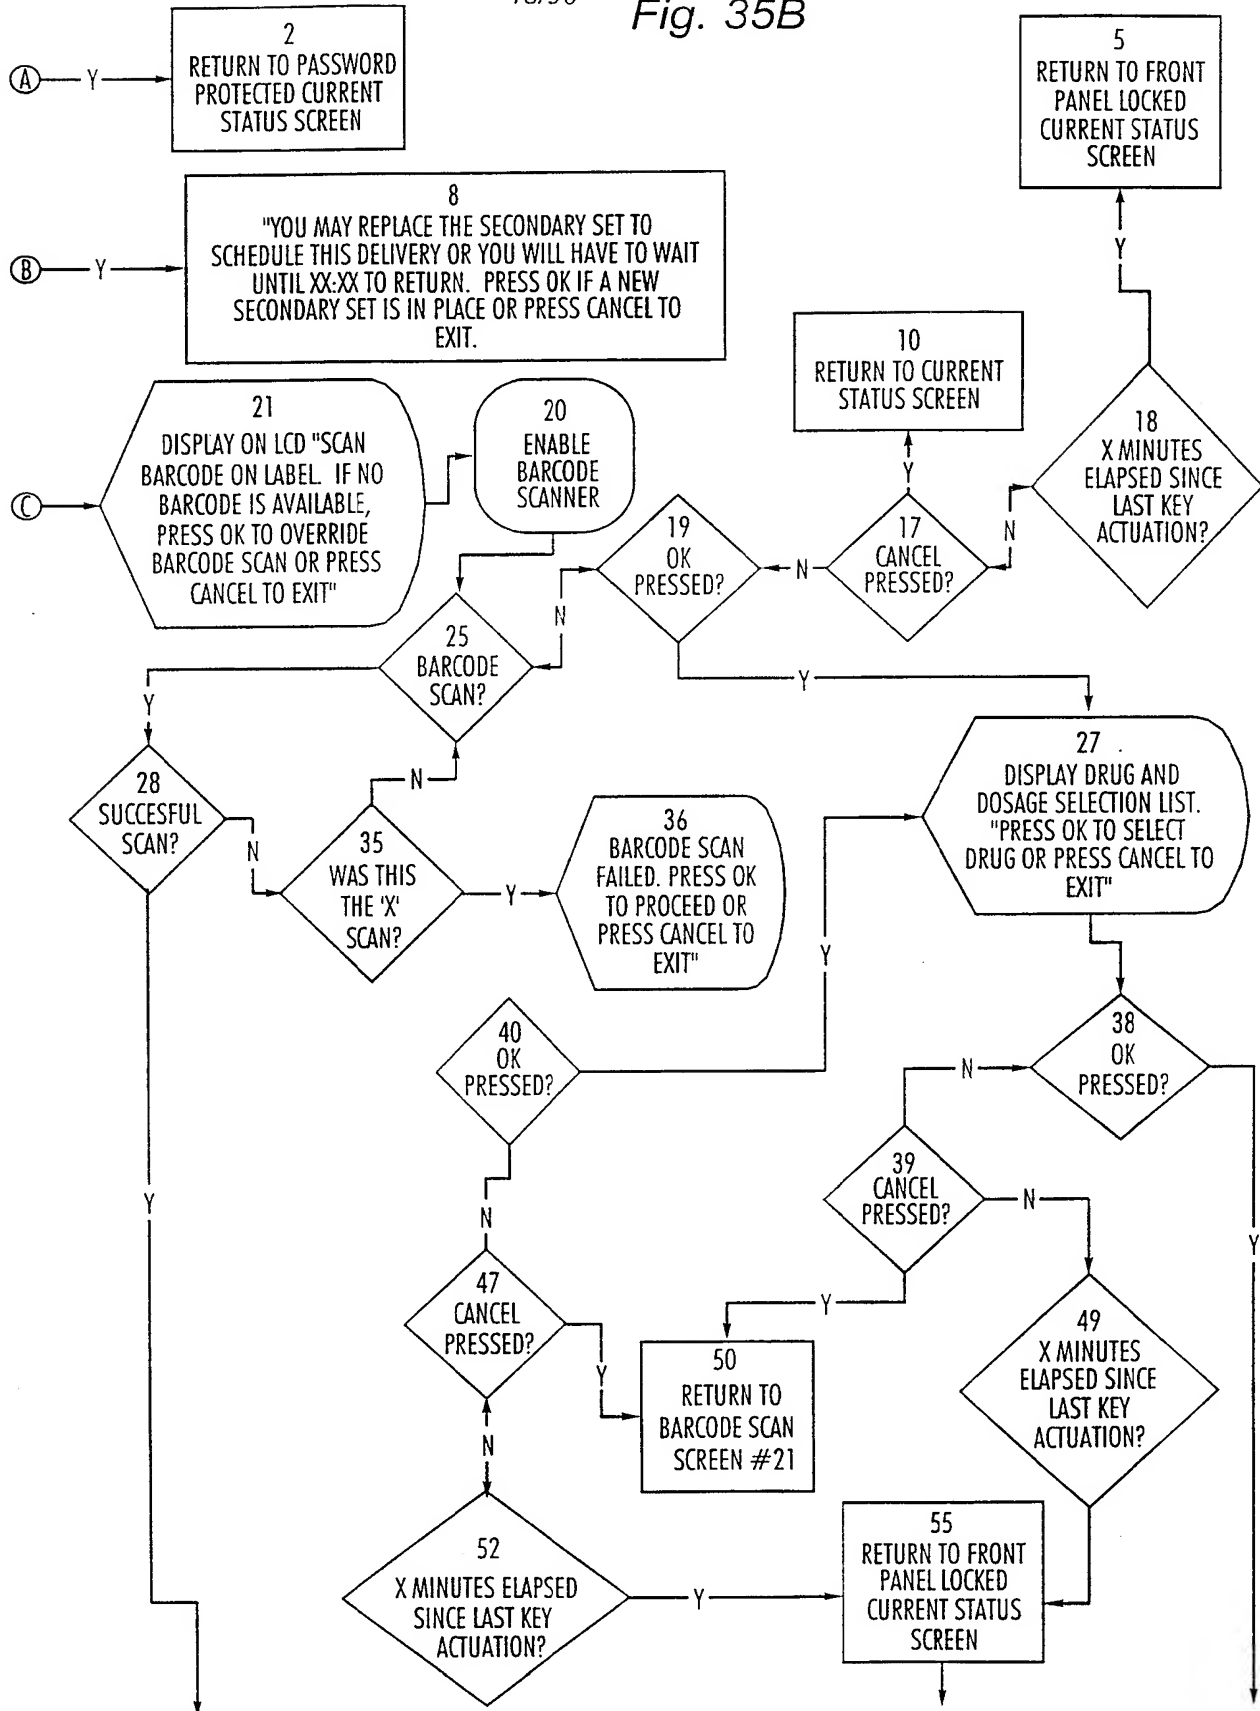 Fig. 35B
A
Y
2
RETURN TO PASSWORD
PROTECTED CURRENT
STATUS SCREEN
5
RETURN TO FRONT
PANEL LOCKED
CURRENT STATUS
SCREEN
Y
B
Y
8
"YOU MAY REPLACE THE SECONDARY SET TO
SCHEDULE THIS DELIVERY OR YOU WILL HAVE TO WAIT
UNTIL XX:XX TO RETURN. PRESS OK IF A NEW
SECONDARY SET IS IN PLACE OR PRESS CANCEL TO
EXIT.
10
RETURN TO CURRENT
STATUS SCREEN
Y
C
21
DISPLAY ON LCD "SCAN
BARCODE ON LABEL. IF NO
BARCODE IS AVAILABLE,
PRESS OK TO OVERRIDE
BARCODE SCAN OR PRESS
CANCEL TO EXIT"
20
ENABLE
BARCODE
SCANNER
19
OK
PRESSED?
N
17
CANCEL
PRESSED?
N
18
X MINUTES
ELAPSED SINCE
LAST KEY
ACTUATION?
N
25
BARCODE
SCAN?
Y
Y
28
SUCCESFUL
SCAN?
N
N
35
WAS THIS
THE 'X'
SCAN?
Y
36
BARCODE SCAN
FAILED. PRESS OK
TO PROCEED OR
PRESS CANCEL TO
EXIT"
27
DISPLAY DRUG AND
DOSAGE SELECTION LIST.
"PRESS OK TO SELECT
DRUG OR PRESS CANCEL TO
EXIT"
Y
40
OK
PRESSED?
38
OK
PRESSED?
N
39
CANCEL
PRESSED?
N
Y
N
Y
47
CANCEL
PRESSED?
Y
Y
50
RETURN TO
BARCODE SCAN
SCREEN #21
49
X MINUTES
ELAPSED SINCE
LAST KEY
ACTUATION?
N
52
X MINUTES ELAPSED
SINCE LAST KEY
ACTUATION?
Y
55
RETURN TO FRONT
PANEL LOCKED
CURRENT STATUS
SCREEN